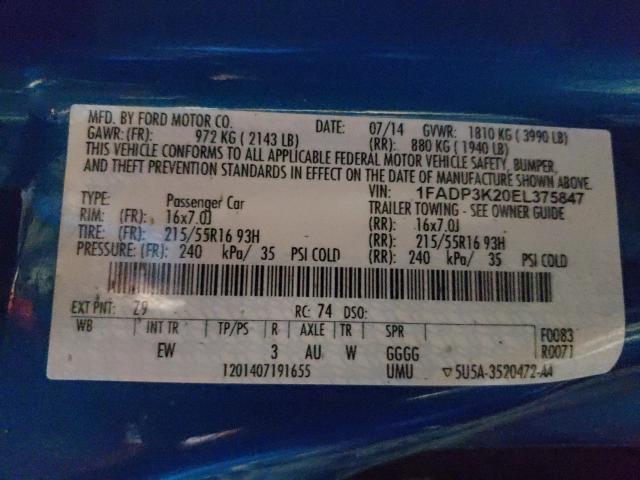 MFD. BY FORD MOTOR CO. DATE: 07/14 GVWR: 1810 KG ( 3990 LB)
GAWR: (FR): 972 KG ( 2143 LB) (RR): 880 KG ( 1940 LB)
THIS VEHICLE CONFORMS TO ALL APPLICABLE FEDERAL MOTOR VEHICLE SAFETY, BUMPER,
AND THEFT PREVENTION STANDARDS IN EFFECT ON THE DATE OF MANUFACTURE SHOWN ABOVE.
VIN: 1FADP3K20EL375847
TYPE: Passenger Car TRAILER TOWING - SEE OWNER GUIDE
RIM: (FR): 16x7.0J (RR): 16x7.0J
TIRE: (FR): 215/55R16 93H (RR): 215/55R16 93H
PRESSURE: (FR): 240 kPa/ 35 PSI COLD (RR): 240 kPa/ 35 PSI COLD
EXT PNT: Z9 RC: 74 DSO:
WB INT TR TP/PS R AXLE TR SPR F0083
EW 3 AU W GGGG R0071
1201407191655 UMU ▽5U5A-3520472-AA